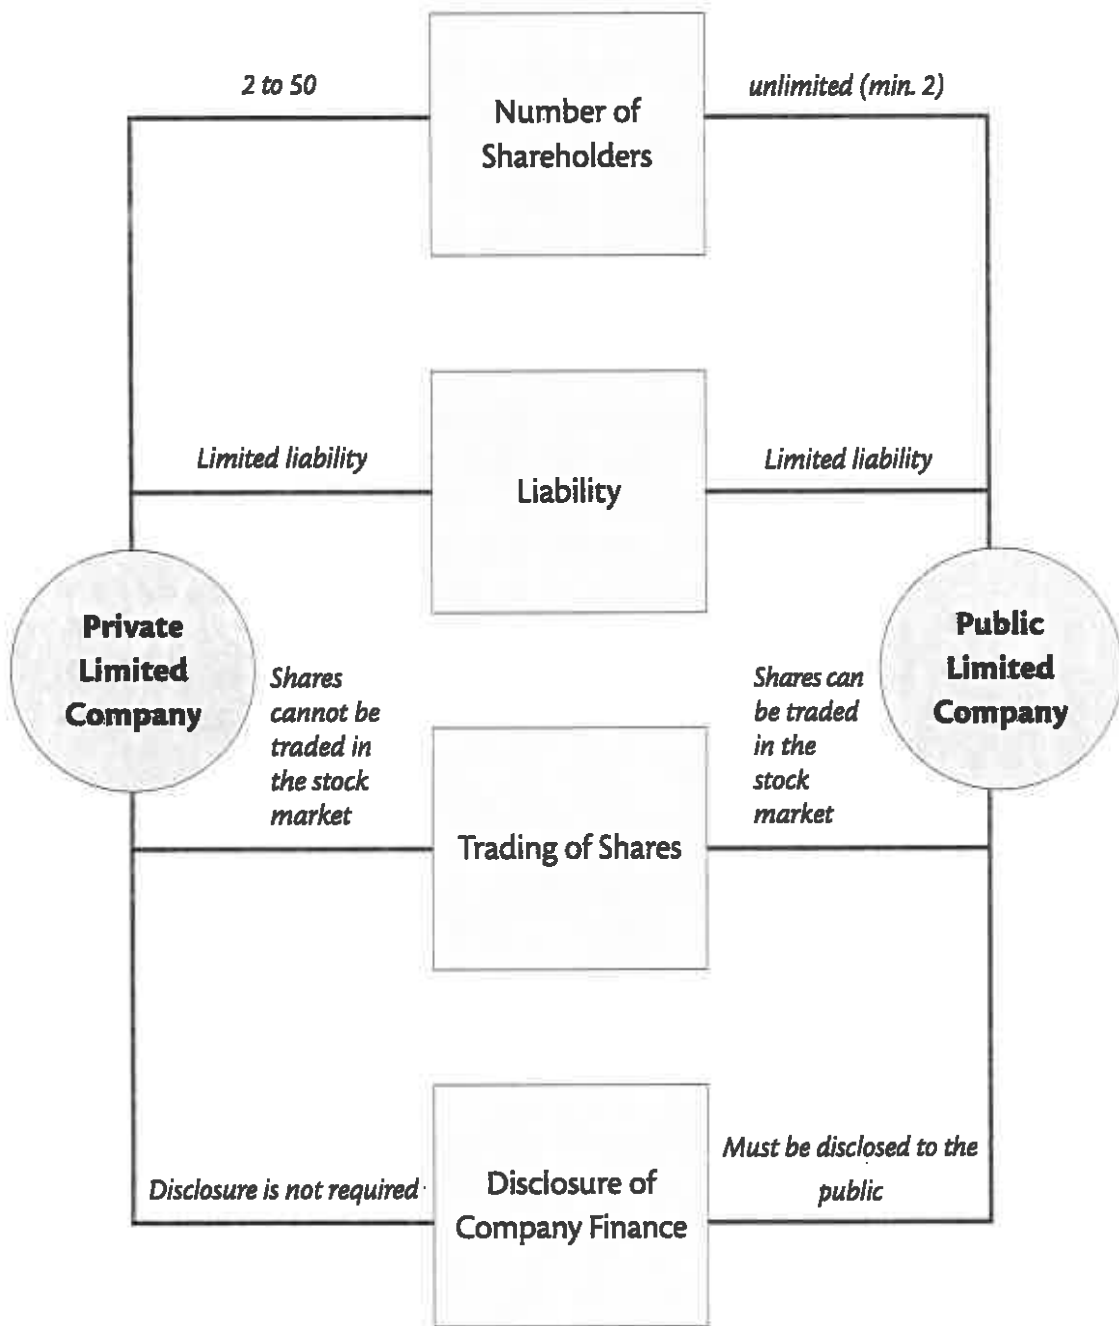 2 to 50
unlimited (min. 2)
Number of
Shareholders
Limited liability
Limited liability
Liability
Private
Limited
Company
Public
Limited
Company
Shares
cannot be
traded in
the stock
market
Shares can
be traded
in the
stock
market
Trading of Shares
Disclosure is not required
Must be disclosed to the
public
Disclosure of
Company Finance